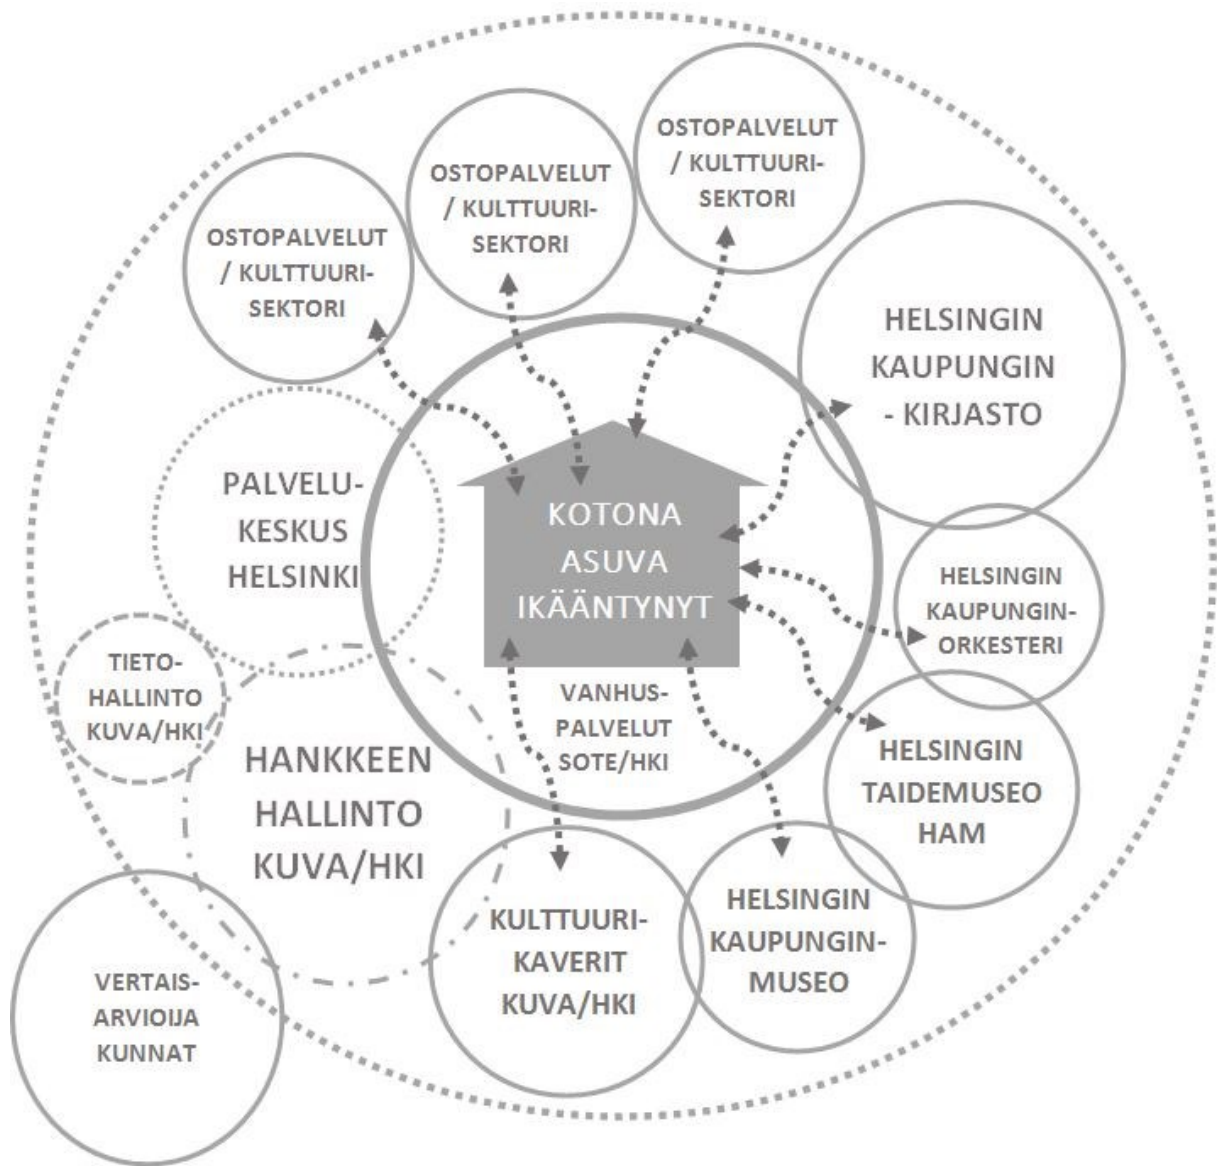 OSTOPALVELUT
/ KULTTUURI-
SEKTORI
OSTOPALVELUT
/ KULTTUURI-
SEKTORI
OSTOPALVELUT
/ KULTTUURI-
SEKTORI
HELSINGIN
KAUPUNGIN
- KIRJASTO
PALVELU-
KESKUS
HELSINKI
KOTONA
ASUVA
IKÄÄNTYNYT
HELSINGIN
KAUPUNGIN-
ORKESTERI
TIETO-
HALLINTO
KUVA/HKI
VANHUS-
PALVELUT
SOTE/HKI
HANKKEEN
HALLINTO
KUVA/HKI
HELSINGIN
TAIDEMUSEO
HAM
KULTTUURI-
KAVERIT
KUVA/HKI
HELSINGIN
KAUPUNGIN-
MUSEO
VERTAIS-
ARVIOIJA
KUNNAT